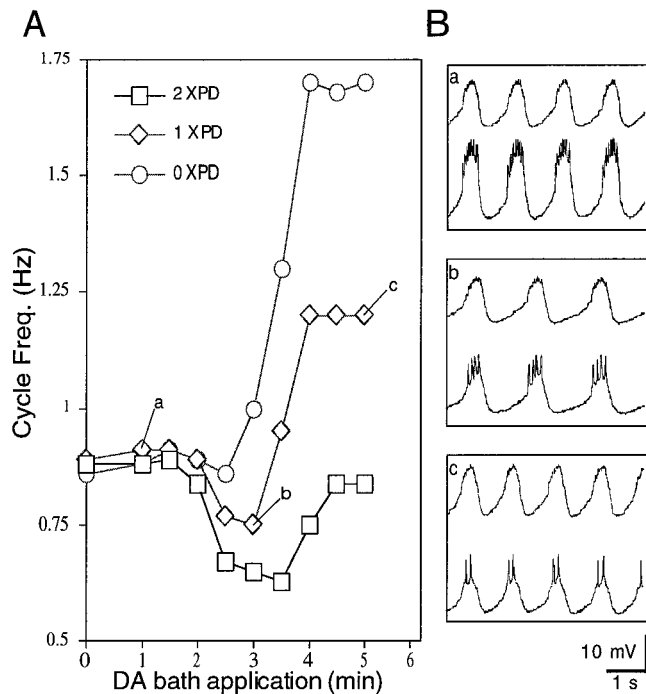 A
1.75
1.5
1.25
1
0.75
0.5
Cycle Freq. (Hz)
2 XPD
1 XPD
0 XPD
a
b
c
0
1
2
3
4
5
6
DA bath application (min)
B
a
b
c
10 mV
1 s